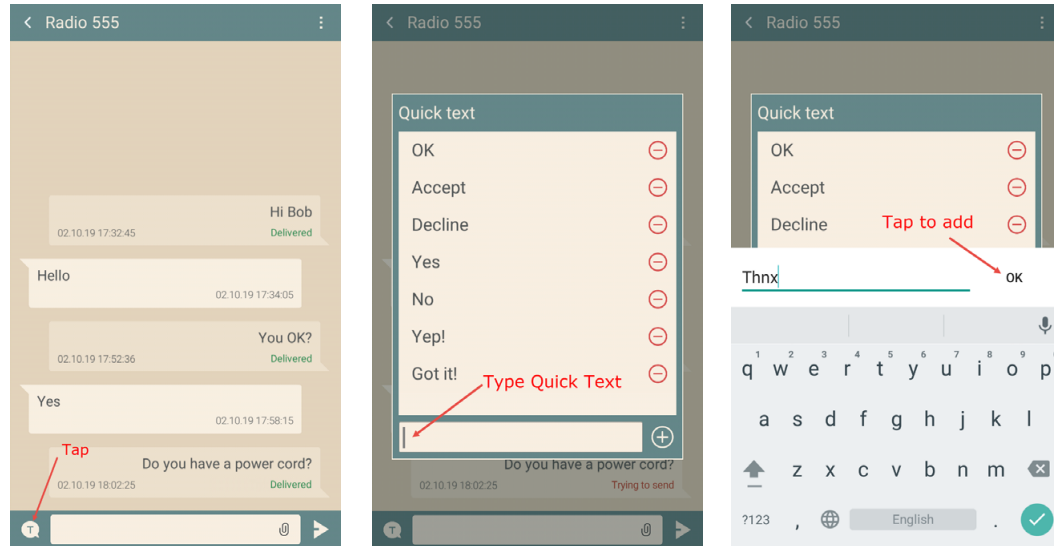 Radio 555
Hi Bob
02.10.19 17:32:45 Delivered
Hello
02.10.19 17:34:05
You OK?
02.10.19 17:52:36 Delivered
Yes
02.10.19 17:58:15
Tap
Do you have a power cord?
02.10.19 18:02:25 Delivered
T
Radio 555
Quick text
OK
Accept
Decline
Yes
No
Yep!
Got it!
Type Quick Text
Do you have a power cord?
02.10.19 18:02:25 Trying to send
T
Radio 555
Quick text
OK
Accept
Decline
Tap to add
Thnx OK
1 2 3 4 5 6 7 8 9
q w e r t y u i o p
a s d f g h j k l
z x c v b n m
?123 , English .